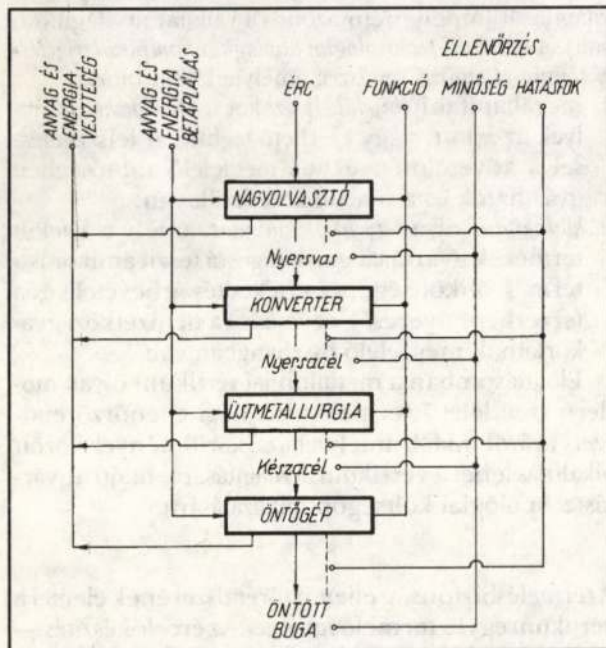 ELLENŐRZÉS
ANYAG ÉS
ENERGIA
VESZTESÉG
ANYAG ÉS
ENERGIA
BETÁPLÁLÁS
ÉRC
FUNKCIÓ
MINŐSÉG
HATÁSFOK
NAGYOLVASZTÓ
Nyersvas
KONVERTER
Nyersacél
ÜSTMETALLURGIA
Készacél
ÖNTŐGÉP
ÖNTÖTT
BUGA